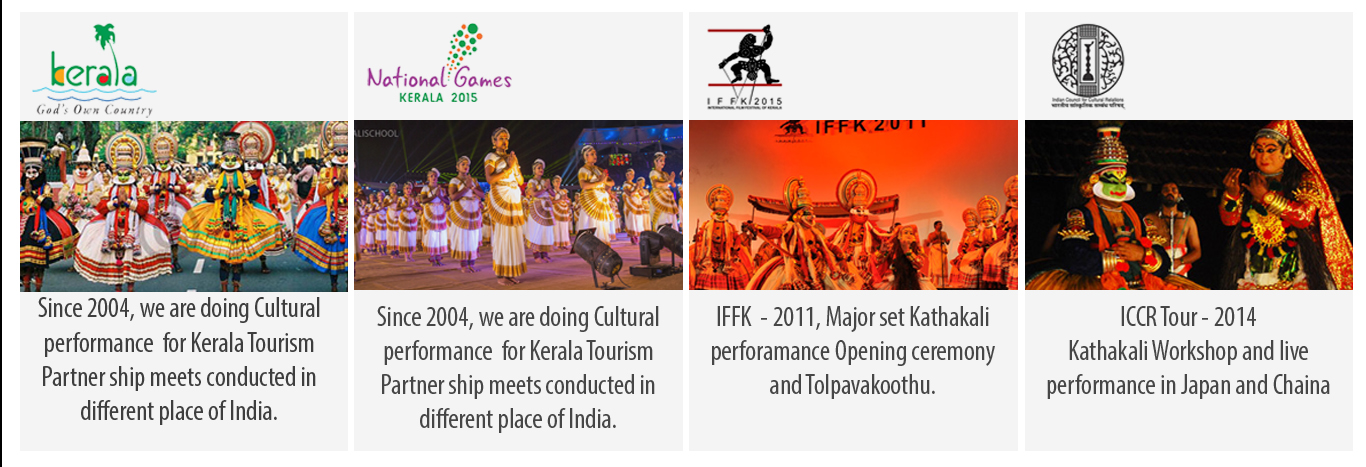 kerala
God's Own Country
Since 2004, we are doing Cultural
performance for Kerala Tourism
Partner ship meets conducted in
different place of India.
National Games
KERALA 2015
ALISCHOOL
Since 2004, we are doing Cultural
performance for Kerala Tourism
Partner ship meets conducted in
different place of India.
IFFK 2015
INTERNATIONAL FILM FESTIVAL OF KERALA
IFFK 2011
IFFK - 2011, Major set Kathakali
perforamance Opening ceremony
and Tolpavakoothu.
Indian Council for Cultural Relations
भारतीय सांस्कृतिक सम्बंध परिषद्
ICCR Tour - 2014
Kathakali Workshop and live
performance in Japan and Chaina